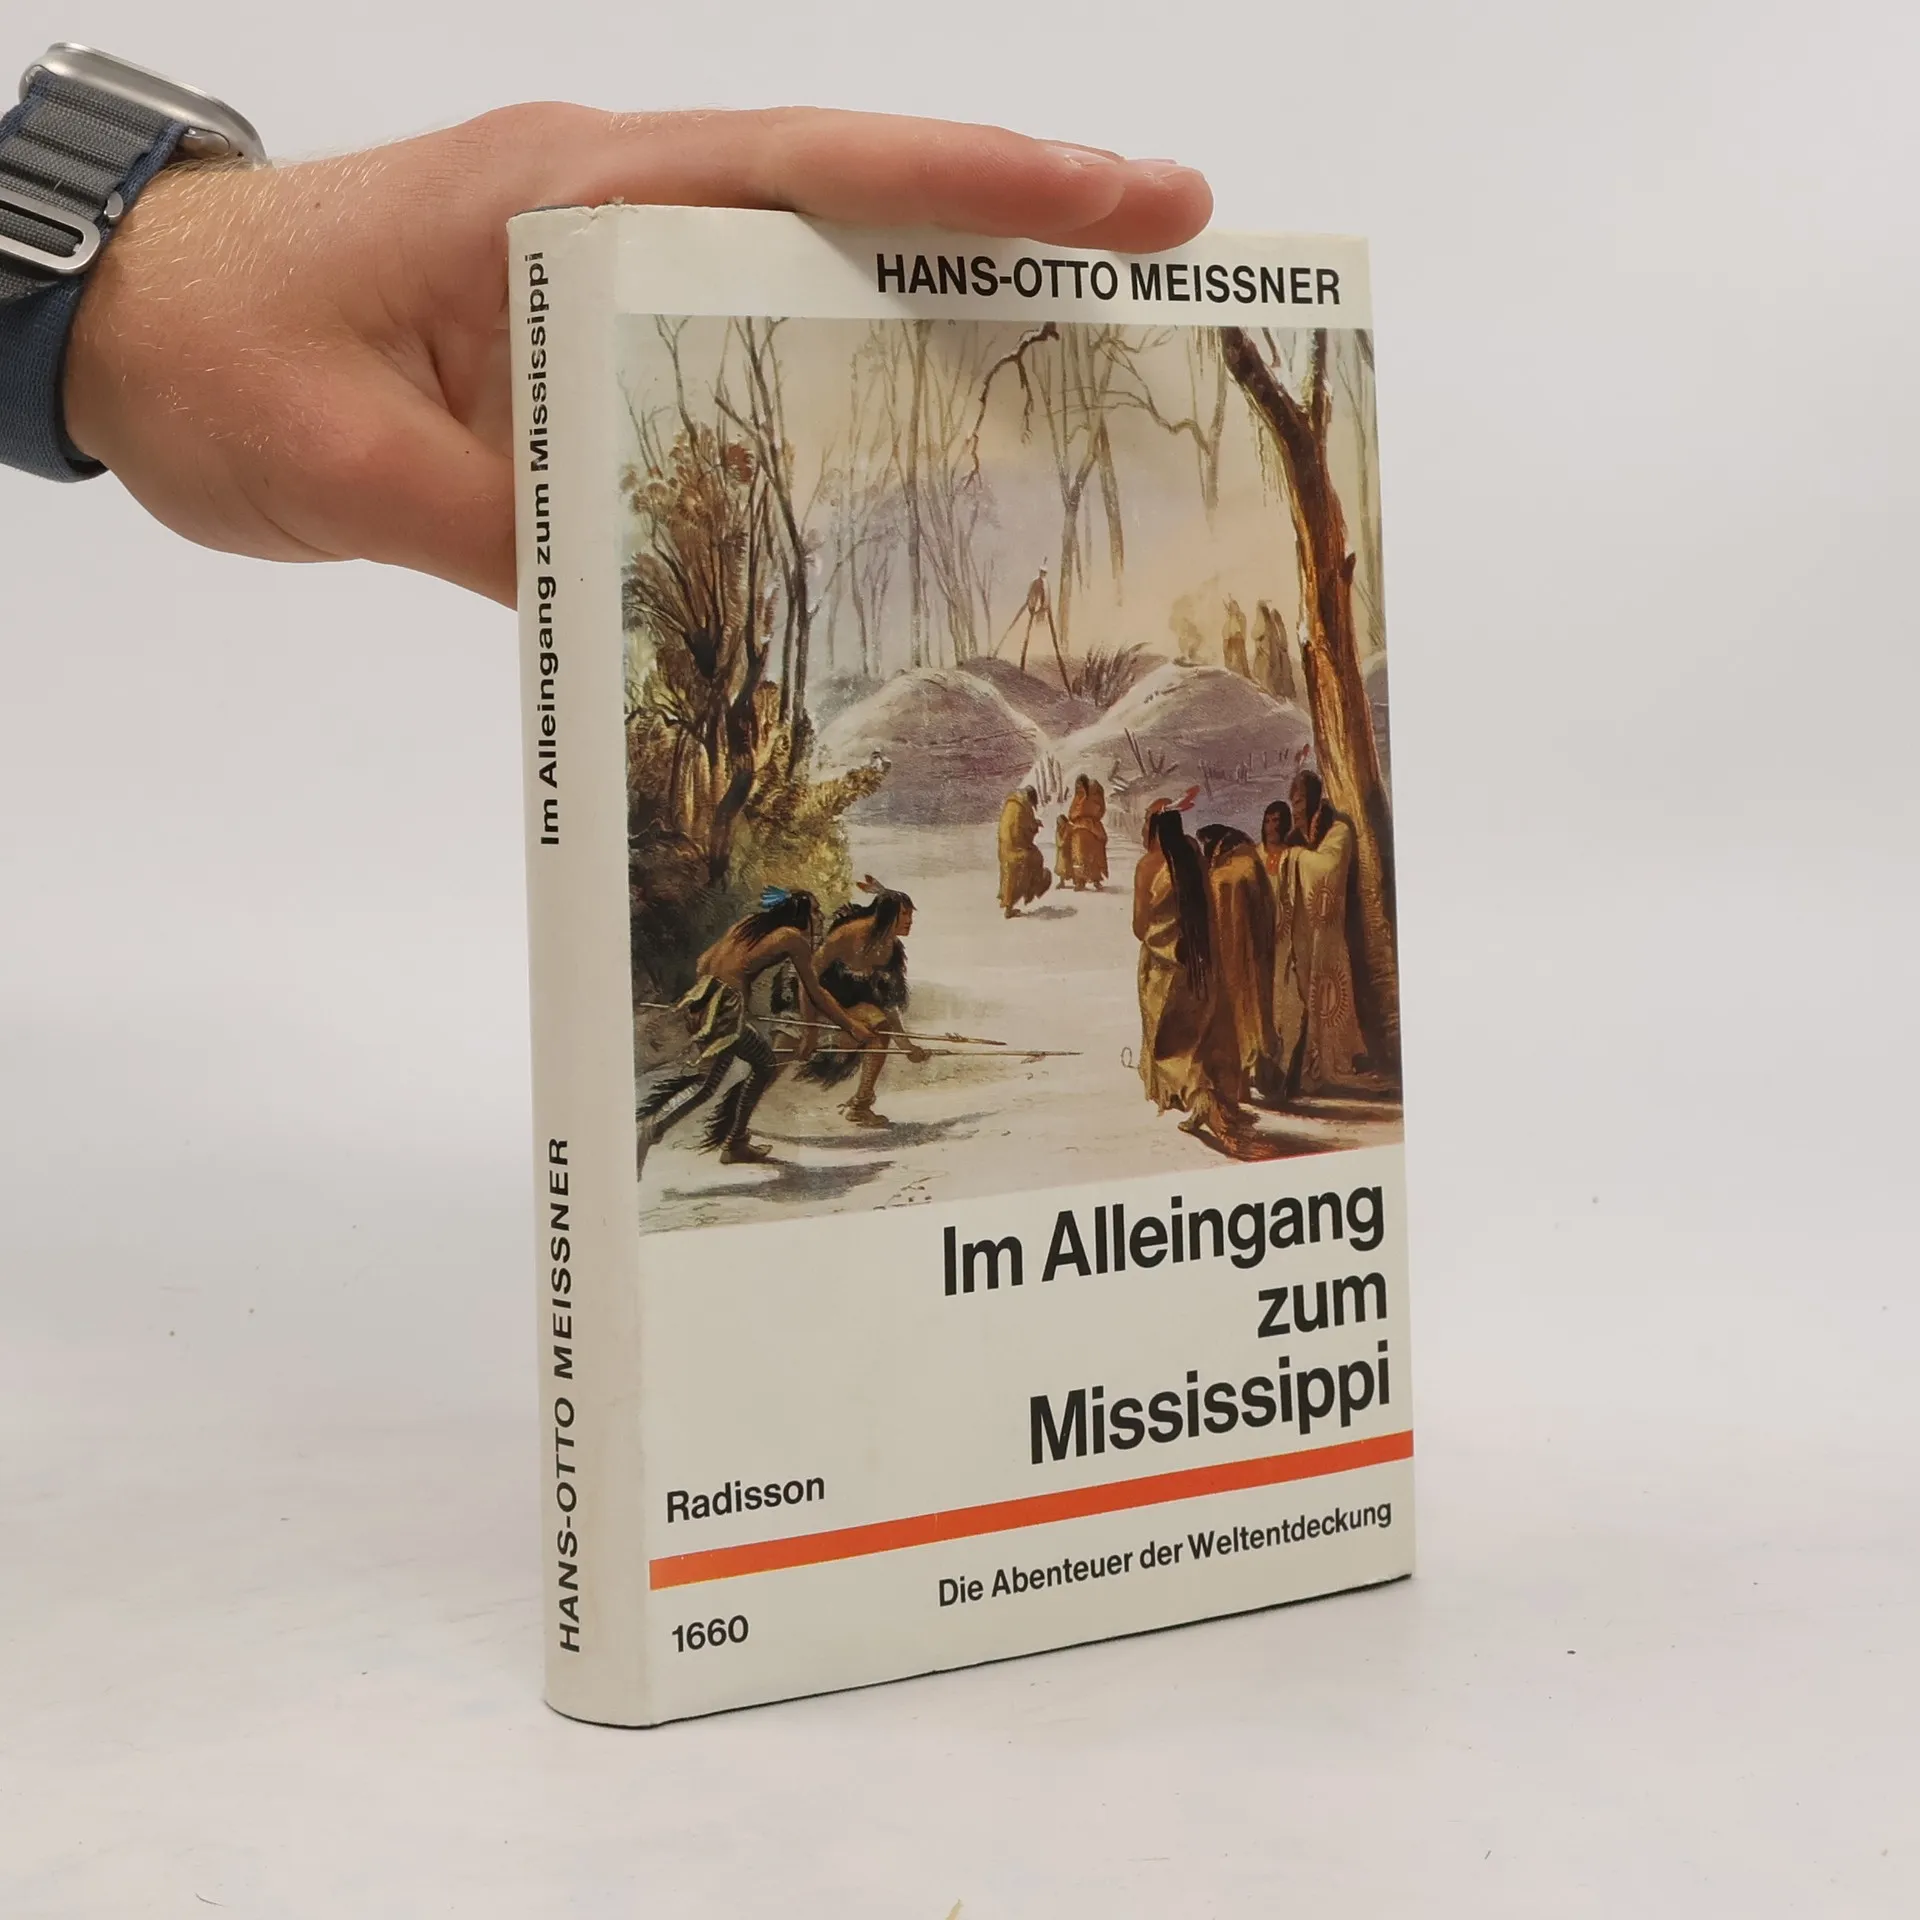 HANS-OTTO MEISSNER
Im Alleingang
zum
Mississippi
Radisson
Die Abenteuer der Weltentdeckung
1660
HANS-OTTO MEISSNER Im Alleingang zum Mississippi